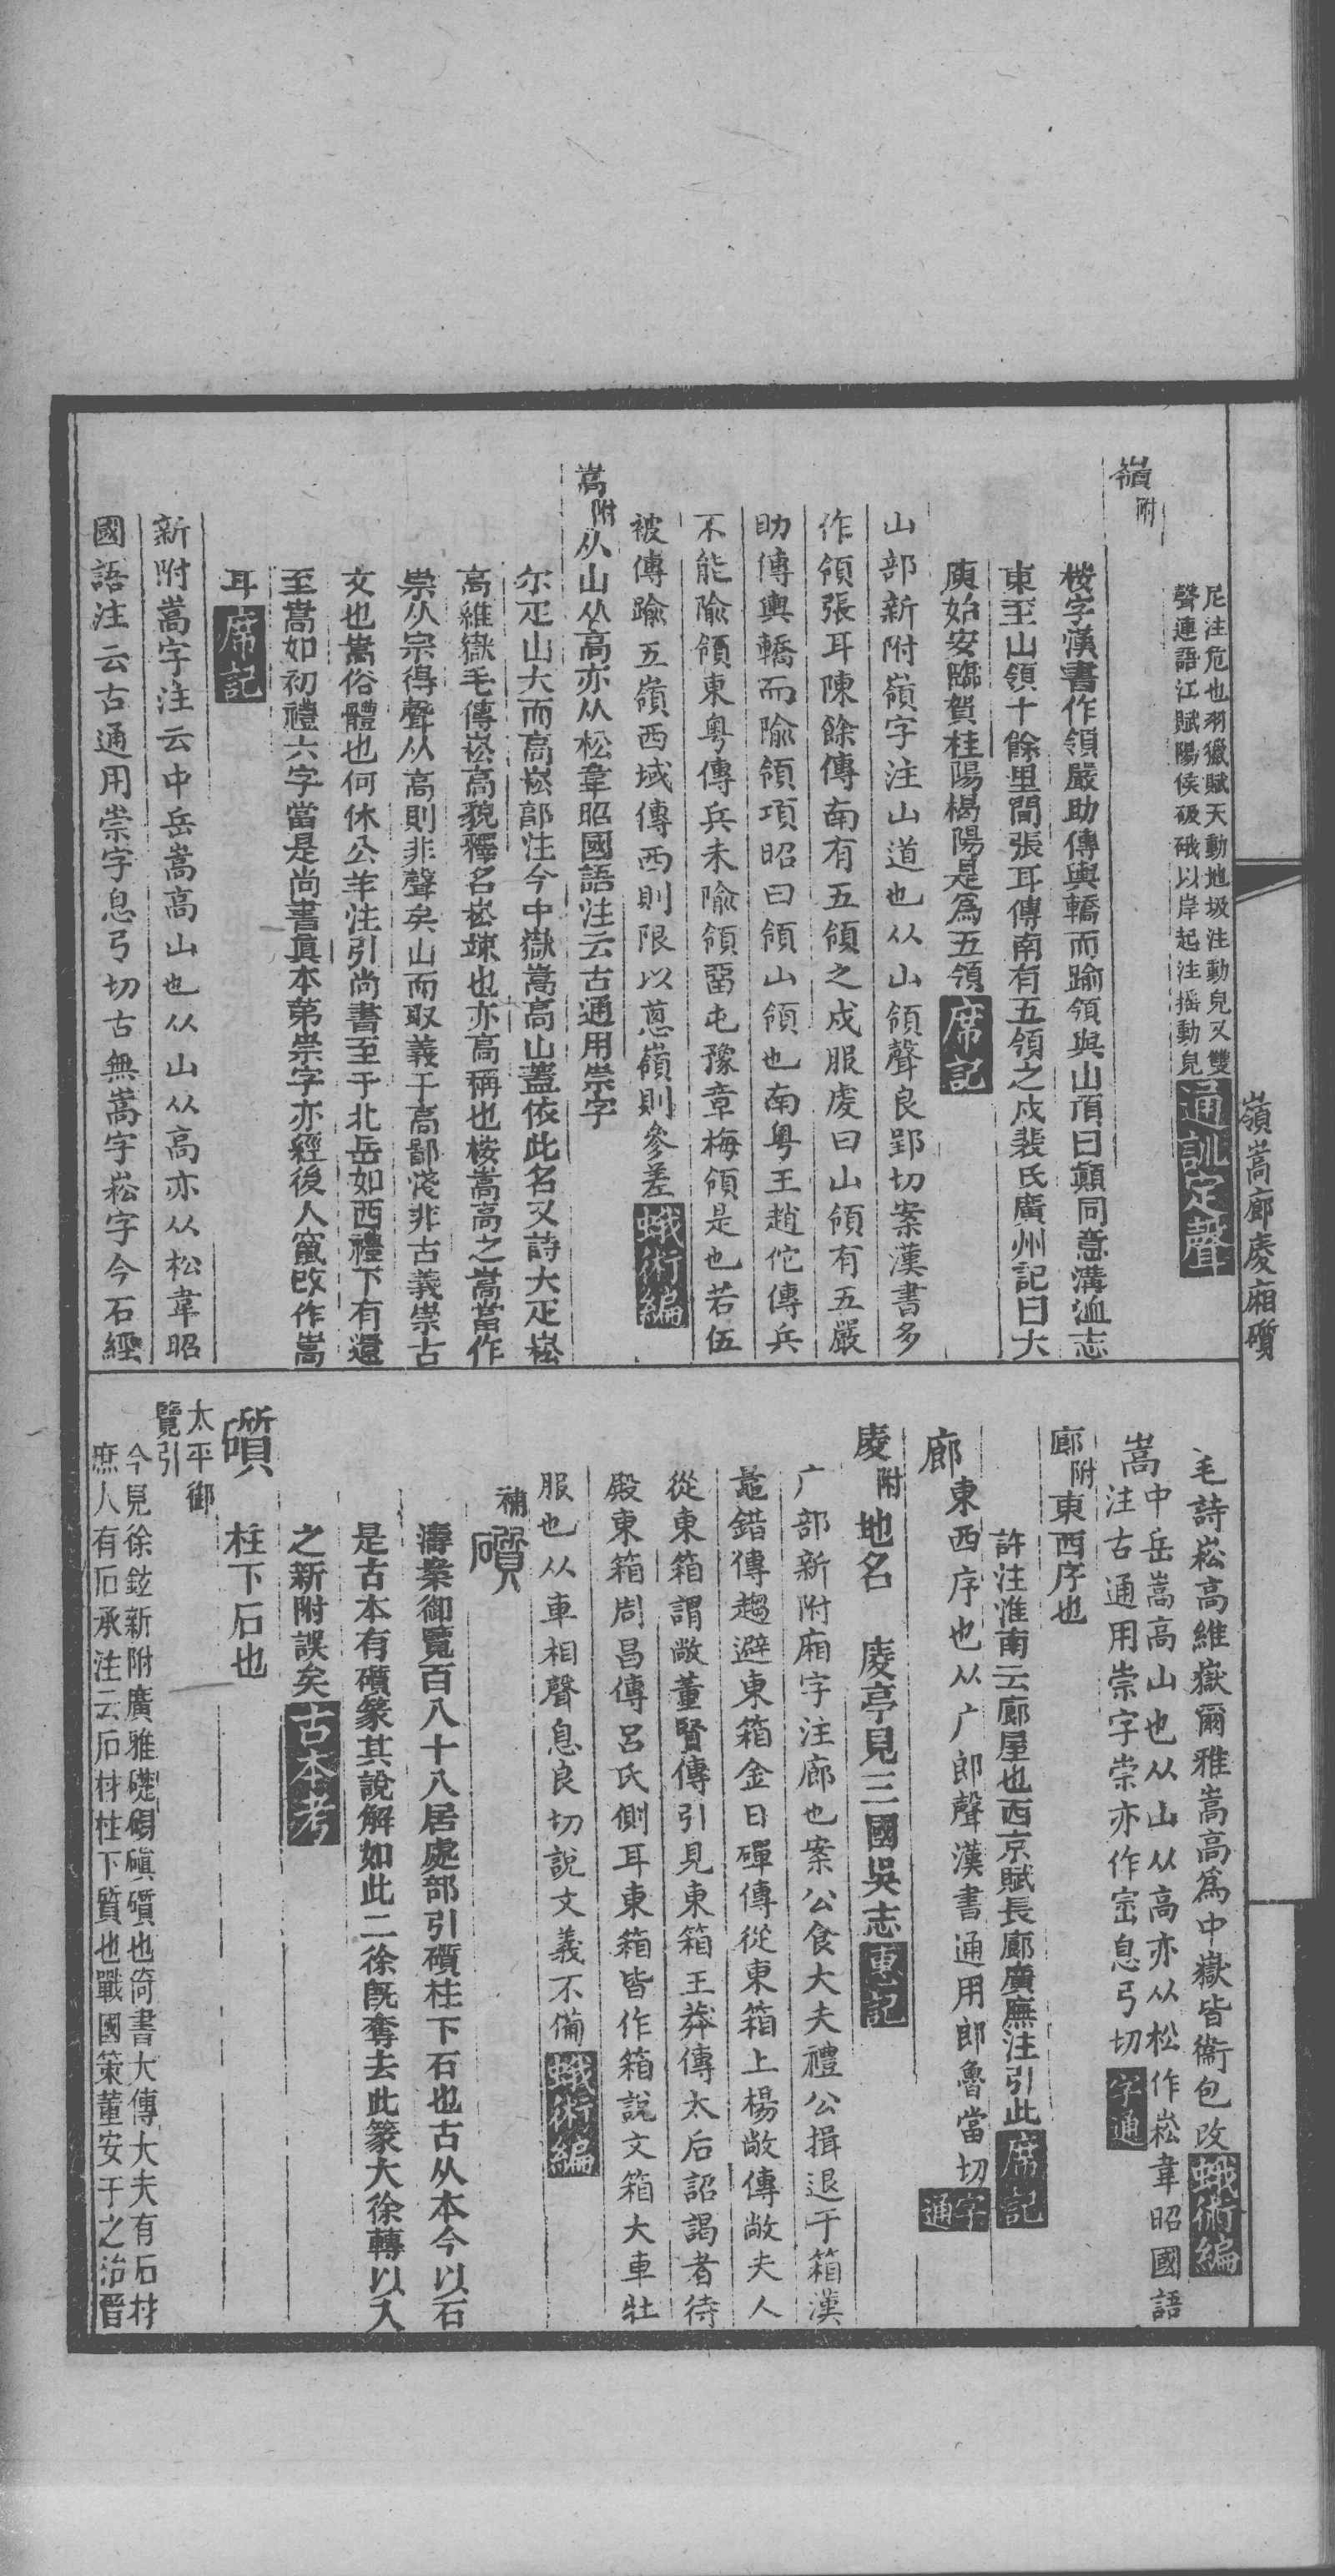 嶺嵩廊庱廂礩
凥注危也羽獵賦天動地岌注動皃又雙
聲連語江賦陽侯砐硪以岸起注搖動皃通訓定聲
嶺附
桉字漢書作領嚴助傳輿轎而踰領與山頂曰顚同意溝洫志
東至山領十餘里閒張耳傳南有五領之戍裴氏廣州記曰大
庾始安臨賀桂陽楬陽是爲五領席記
山部新附嶺字注山道也从山領聲良郢切案漢書多
作領張耳陳餘傳南有五領之戍服虔曰山領有五嚴
助傳輿轎而隃領項昭曰領山領也南粤王趙佗傳兵
不能隃領東粤傳兵未隃領畱屯豫章梅領是也若伍
被傳踰五嶺西域傳西則限以蔥嶺則參差蛾術編
嵩附从山从高亦从松韋昭國語注云古通用崇字
尒疋山大而高崧郭注今中嶽嵩高山蓋依此名又詩大疋崧
高維嶽毛傳崧高貌釋名崧竦也亦高稱也桉嵩高之嵩當作
崇从宗得聲从高則非聲矣山而取義于高鄙淺非古義崇古
文也嵩俗體也何休公羊注引尚書至于北岳如西禮下有還
至嵩如初禮六字當是尚書眞本第崇字亦經後人竄改作嵩
耳席記
新附嵩字注云中岳嵩高山也从山从高亦从松韋昭
國語注云古通用崇字息弓切古無嵩字崧字今石經
毛詩崧高維嶽爾雅嵩高爲中嶽皆衞包改蛾術編
嵩中岳嵩高山也从山从高亦从松作崧韋昭國語
注古通用崇字崇亦作崈息弓切字通
廊附東西序也
許注淮南云廊屋也西京賦長廊廣廡注引此席記
廊東西序也从广郎聲漢書通用郎魯當切字通
庱附地名　庱亭見三國吳志惠記
广部新附廂字注廊也案公食大夫禮公揖退于箱漢
鼂錯傳趨避東箱金日磾傳從東箱上楊敞傳敞夫人
從東箱謂敞董賢傳引見東箱王莽傳太后詔謁者待
殿東箱周昌傳呂氏側耳東箱皆作箱說文箱大車牡
服也从車相聲息良切說文義不備蛾術編
補礩
濤桉御覽百八十八居處部引礩柱下石也古从本今以石
是古本有礩篆其說解如此二徐旣奪去此篆大徐轉以入
之新附誤矣古本考
礩
柱下石也
太平御
覽引
今見徐鉉新附廣雅礎碣磌礩也倚書大傳大夫有石材
庶人有石承注云石材柱下質也戰國策董安于之治晉